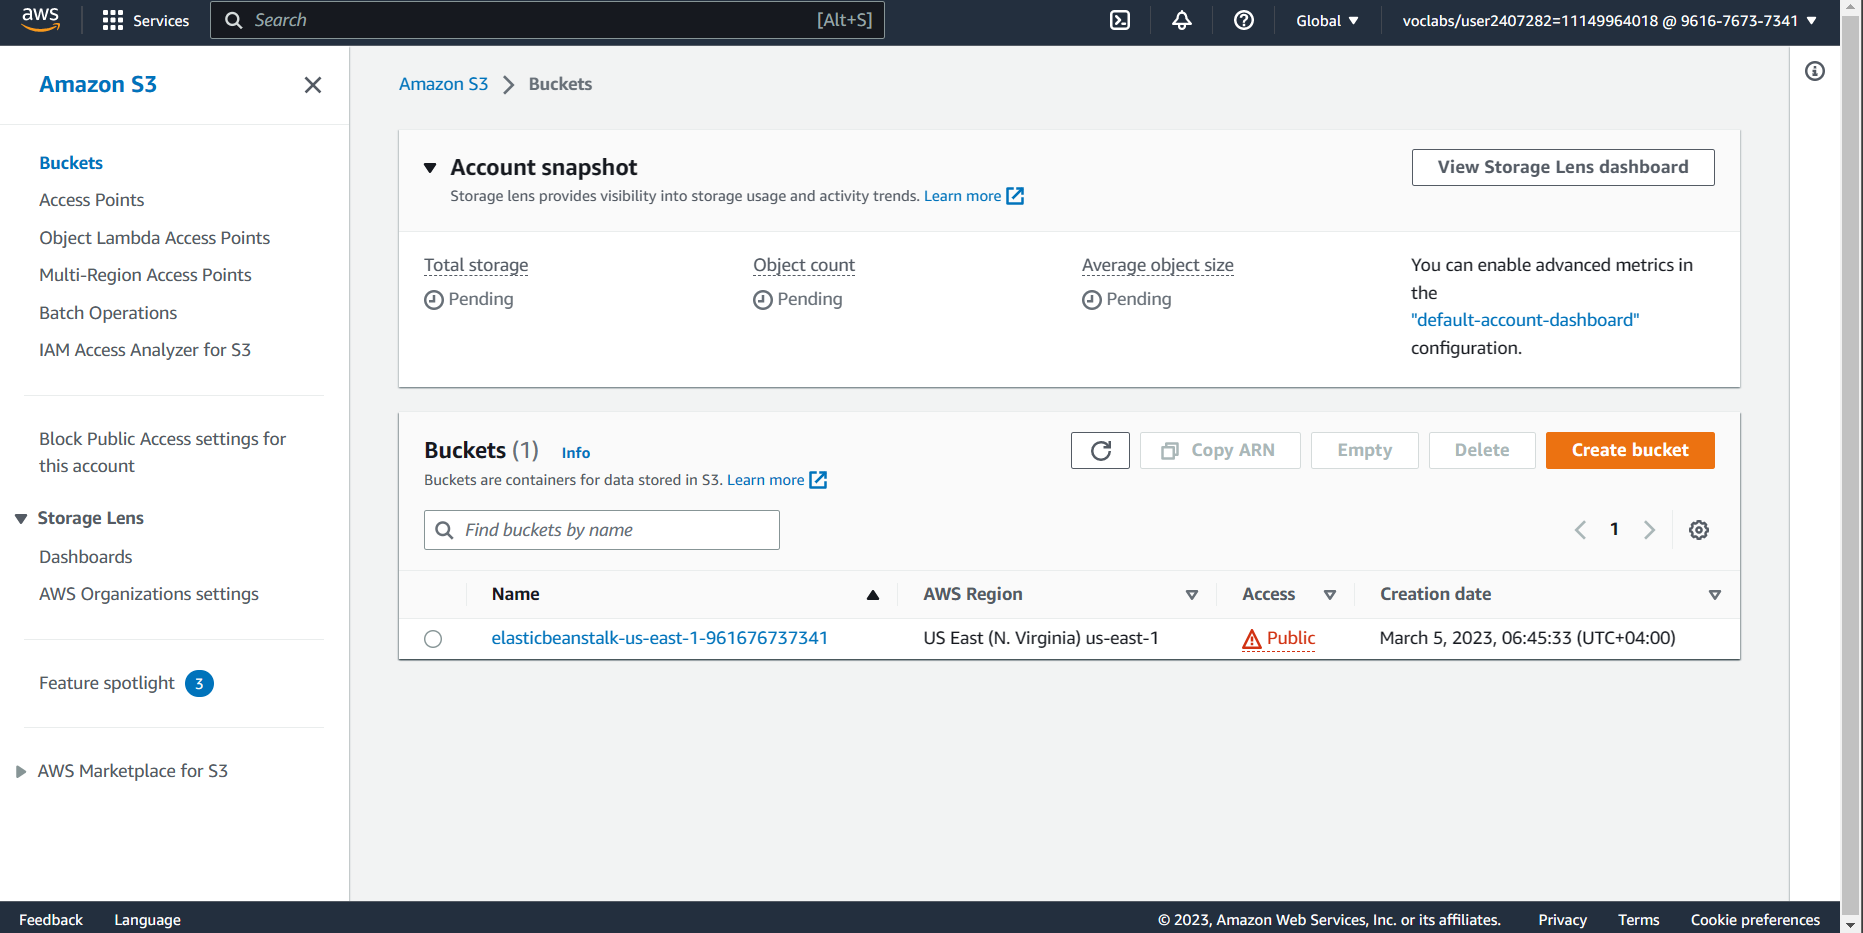 aws Services Search [Alt+S] Global voclabs/user2407282=11149964018 @ 9616-7673-7341
Amazon S3
Buckets
Access Points
Object Lambda Access Points
Multi-Region Access Points
Batch Operations
IAM Access Analyzer for S3
Block Public Access settings for
this account
Storage Lens
Dashboards
AWS Organizations settings
Feature spotlight 3
AWS Marketplace for S3
Amazon S3 Buckets
Account snapshot
View Storage Lens dashboard
Storage lens provides visibility into storage usage and activity trends. Learn more
Total storage
Pending
Object count
Pending
Average object size
Pending
You can enable advanced metrics in
the
"default-account-dashboard"
configuration.
Buckets (1) Info
Copy ARN Empty Delete Create bucket
Buckets are containers for data stored in S3. Learn more
Find buckets by name
1
Name AWS Region Access Creation date
elasticbeanstalk-us-east-1-961676737341 US East (N. Virginia) us-east-1 Public March 5, 2023, 06:45:33 (UTC+04:00)
Feedback Language © 2023, Amazon Web Services, Inc. or its affiliates. Privacy Terms Cookie preferences